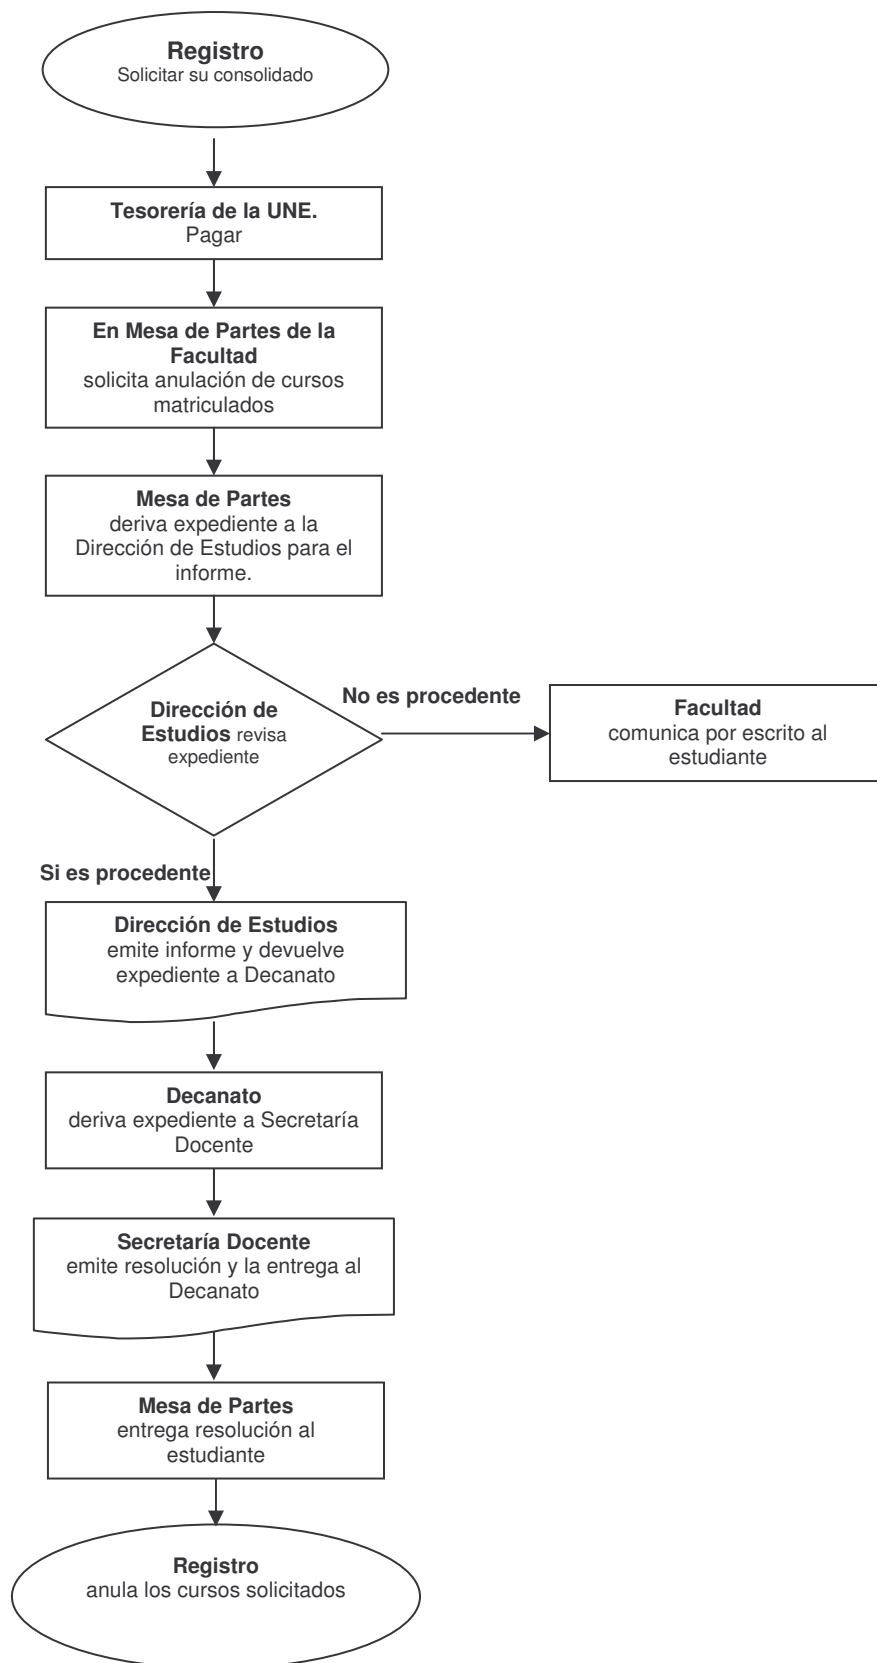 Registro
Solicitar su consolidado
Tesorería de la UNE.
Pagar
En Mesa de Partes de la
Facultad
solicita anulación de cursos
matriculados
Mesa de Partes
deriva expediente a la
Dirección de Estudios para el
informe.
Dirección de
Estudios revisa
expediente
No es procedente
Facultad
comunica por escrito al
estudiante
Si es procedente
Dirección de Estudios
emite informe y devuelve
expediente a Decanato
Decanato
deriva expediente a Secretaría
Docente
Secretaría Docente
emite resolución y la entrega al
Decanato
Mesa de Partes
entrega resolución al
estudiante
Registro
anula los cursos solicitados